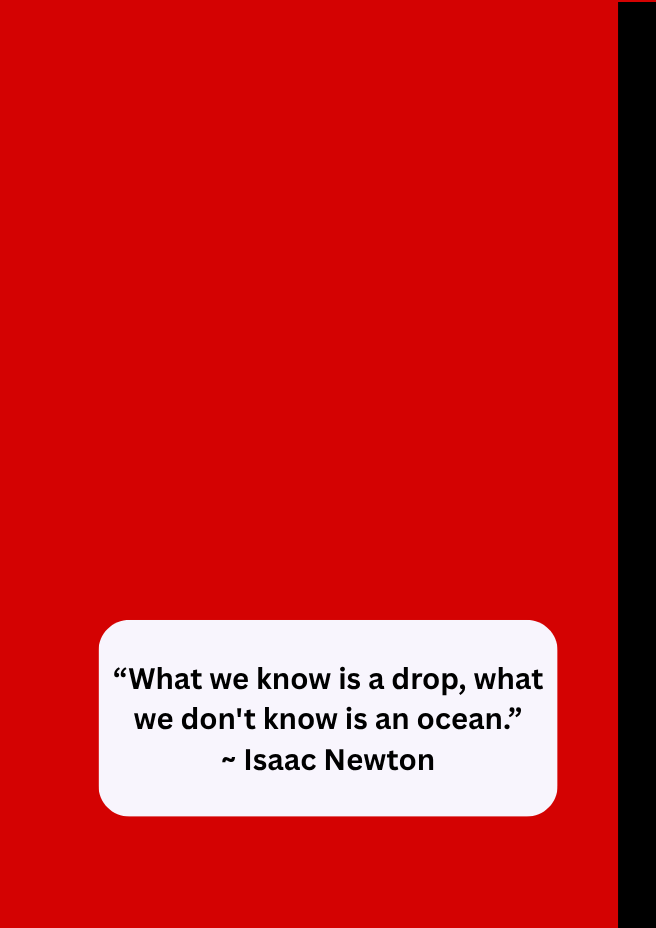 “What we know is a drop, what
we don't know is an ocean.”
~ Isaac Newton